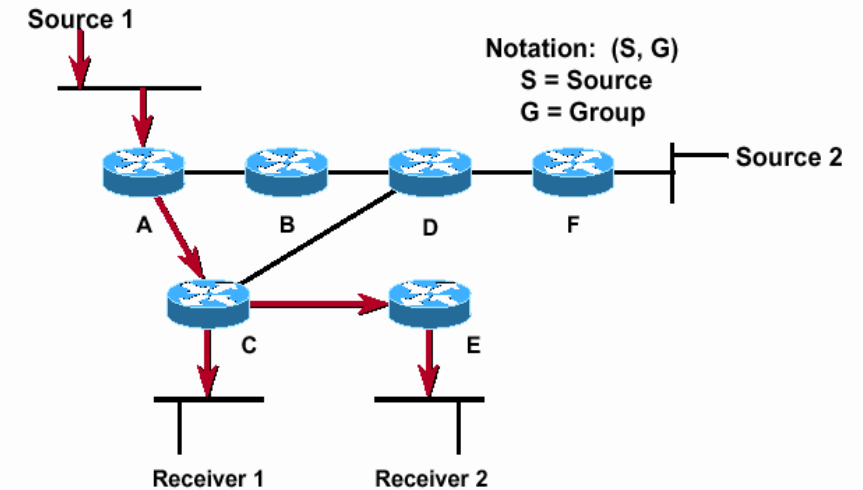 Source 1
Notation: (S, G)
S = Source
G = Group
Source 2
A
B
D
F
C
E
Receiver 1
Receiver 2